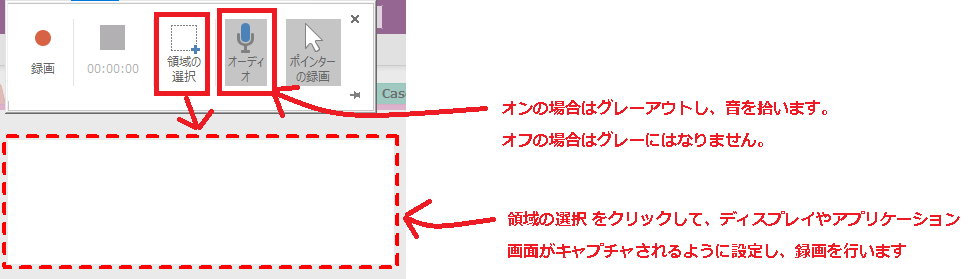 録画
00:00:00
領域の
選択
オーディ
オ
ポインター
の録画
Cas
オンの場合はグレーアウトし、音を拾います。
オフの場合はグレーにはなりません。
領域の選択 をクリックして、ディスプレイやアプリケーション
画面がキャプチャされるように設定し、録画を行います